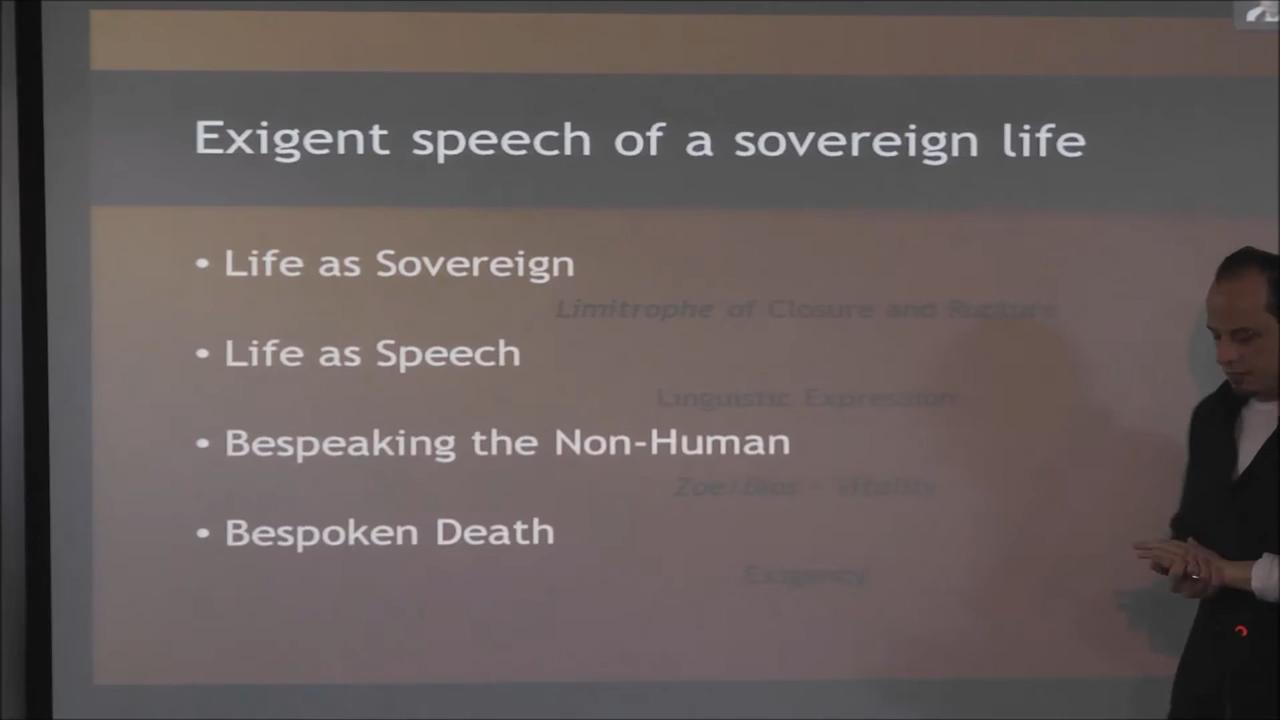 Exigent speech of a sovereign life
• Life as Sovereign
Limitrophe of Closure and Rupture
• Life as Speech
Linguistic Expression
• Bespeaking the Non-Human
Zoe/Bios - Vitality
• Bespoken Death
Exigency